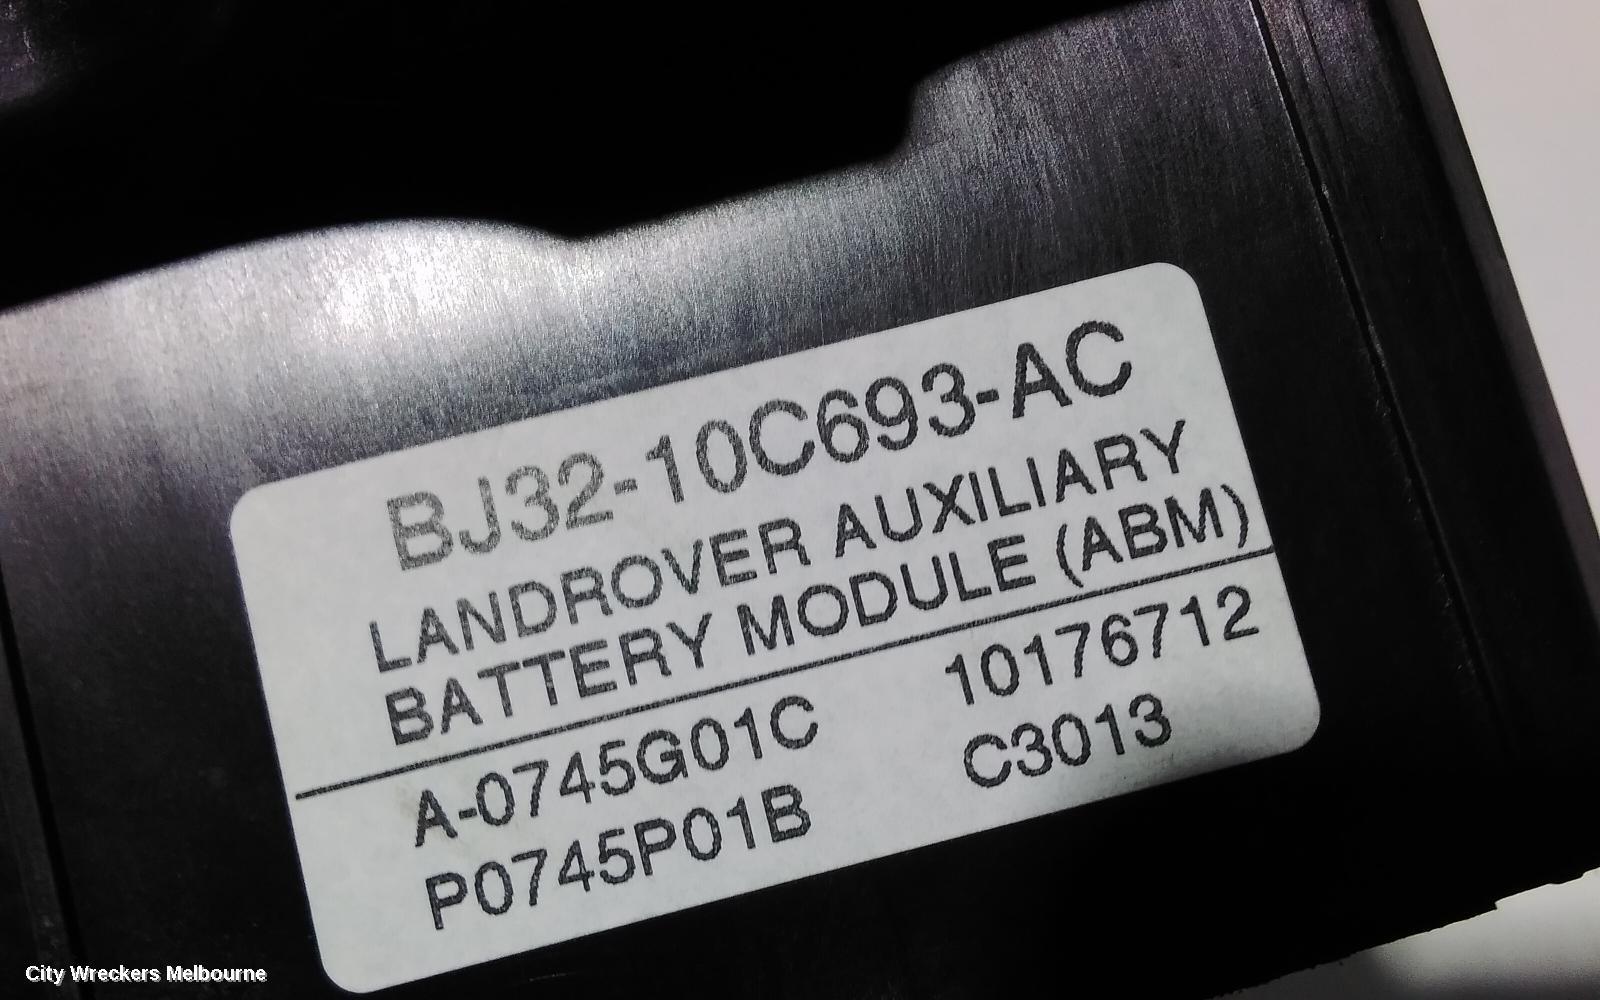 BJ32-10C693-AC
LANDROVER AUXILIARY
BATTERY MODULE (ABM)
A-0745G01C 10176712
P0745P01B C3013
City Wreckers Melbourne